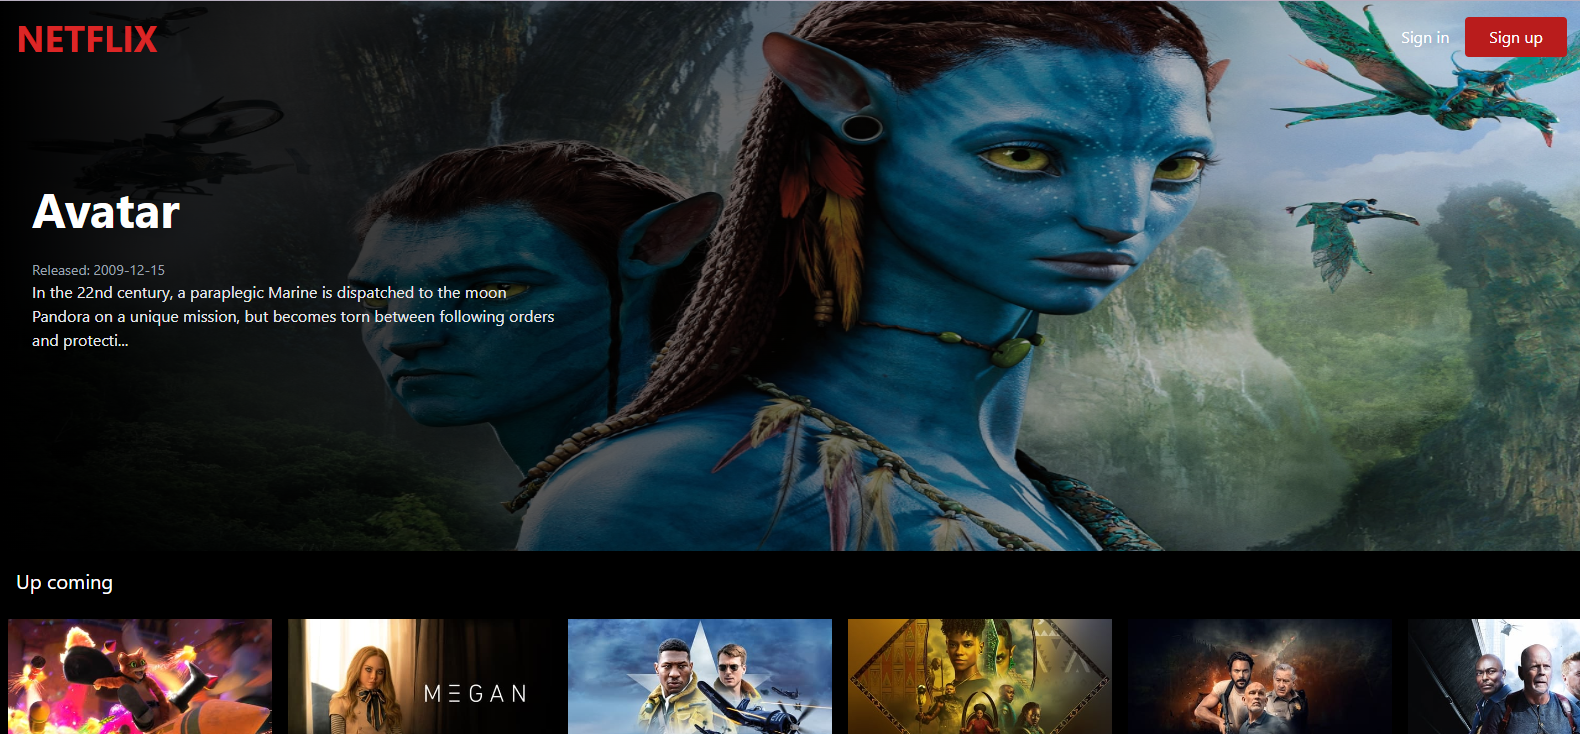 NETFLIX
Sign in
Sign up
Avatar
Released: 2009-12-15
In the 22nd century, a paraplegic Marine is dispatched to the moon
Pandora on a unique mission, but becomes torn between following orders
and protecti...
Up coming
MEGAN